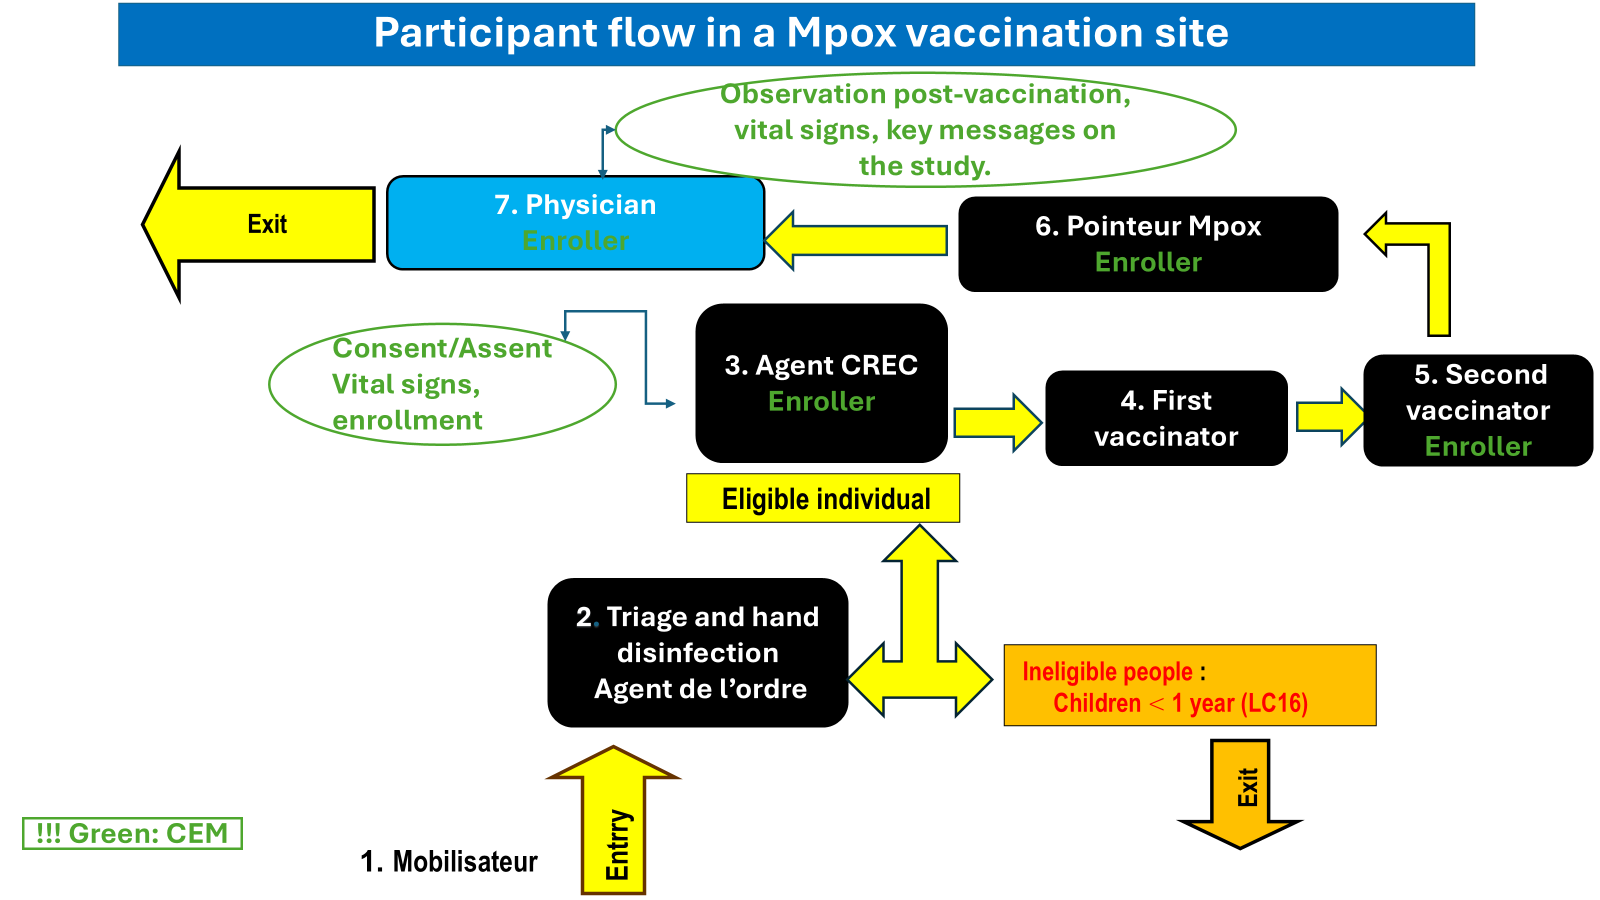 Participant flow in a Mpox vaccination site
Observation post-vaccination,
vital signs, key messages on
the study.
Exit
7. Physician
Enroller
6. Pointeur Mpox
Enroller
Consent/Assent
Vital signs,
enrollment
3. Agent CREC
Enroller
4. First
vaccinator
5. Second
vaccinator
Enroller
Eligible individual
2. Triage and hand
disinfection
Agent de l’ordre
Ineligible people :
Children < 1 year (LC16)
Exit
Entrry
!!! Green: CEM
1. Mobilisateur